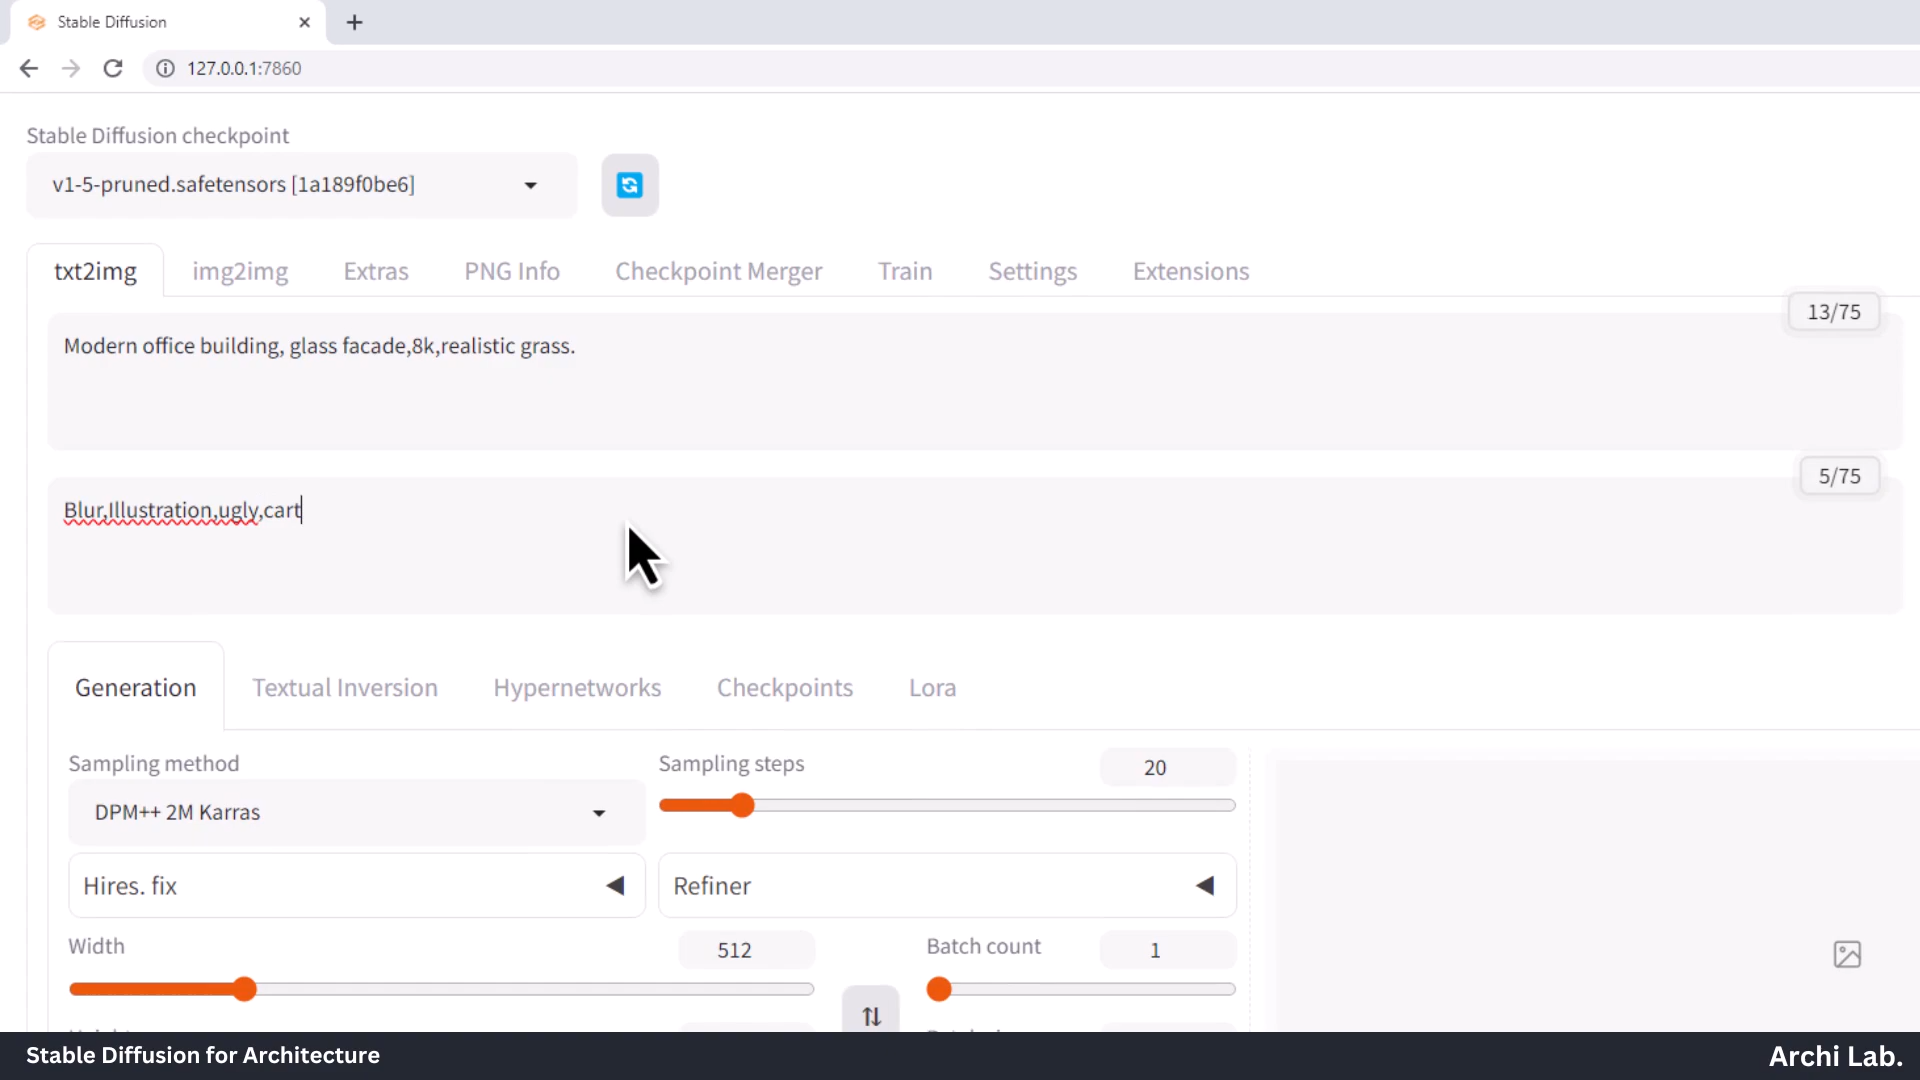 Stable Diffusion
127.0.0.1:7860
Stable Diffusion checkpoint
v1-5-pruned.safetensors [1a189f0be6]
txt2img img2img Extras PNG Info Checkpoint Merger Train Settings Extensions
13/75
Modern office building, glass facade,8k,realistic grass.
5/75
Blur,Illustration,ugly,cart
Generation Textual Inversion Hypernetworks Checkpoints Lora
Sampling method Sampling steps 20
DPM++ 2M Karras
Hires. fix Refiner
Width 512 Batch count 1
Stable Diffusion for Architecture Archi Lab.